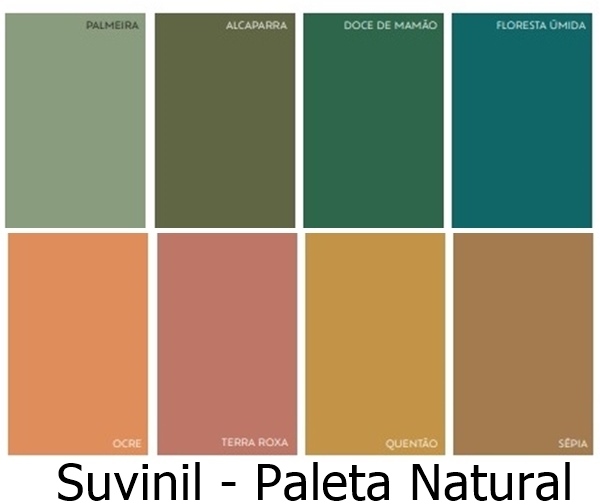 PALMEIRA
ALCAPARRA
DOCE DE MAMÃO
FLORESTA ÚMIDA
OCRE
TERRA ROXA
QUENTÃO
SÉPIA
Suvinil - Paleta Natural